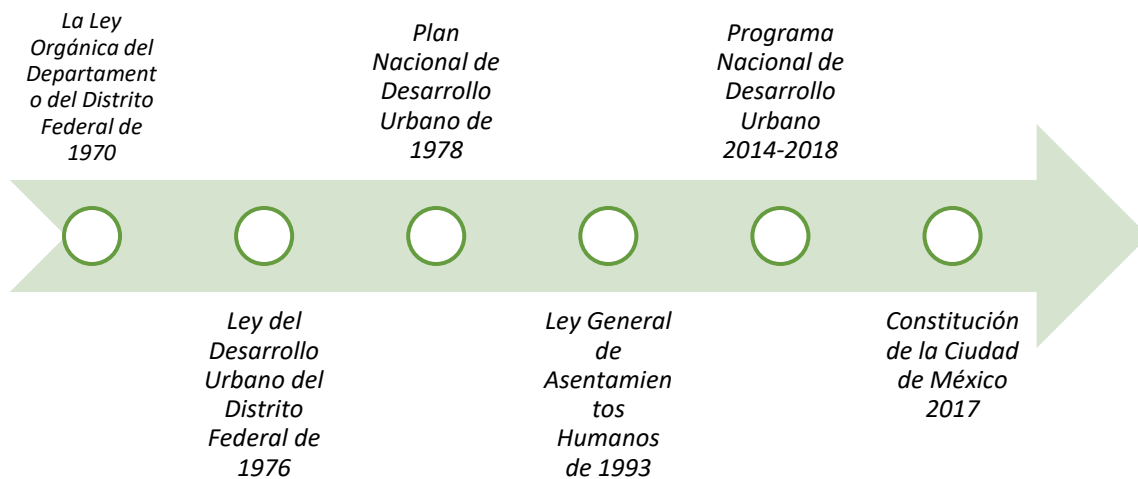 La Ley
Orgánica del
Departament
o del Distrito
Federal de
1970
Ley del
Desarrollo
Urbano del
Distrito
Federal de
1976
Plan
Nacional de
Desarrollo
Urbano de
1978
Ley General
de
Asentamien
tos
Humanos
de 1993
Programa
Nacional de
Desarrollo
Urbano
2014-2018
Constitución
de la Ciudad
de México
2017